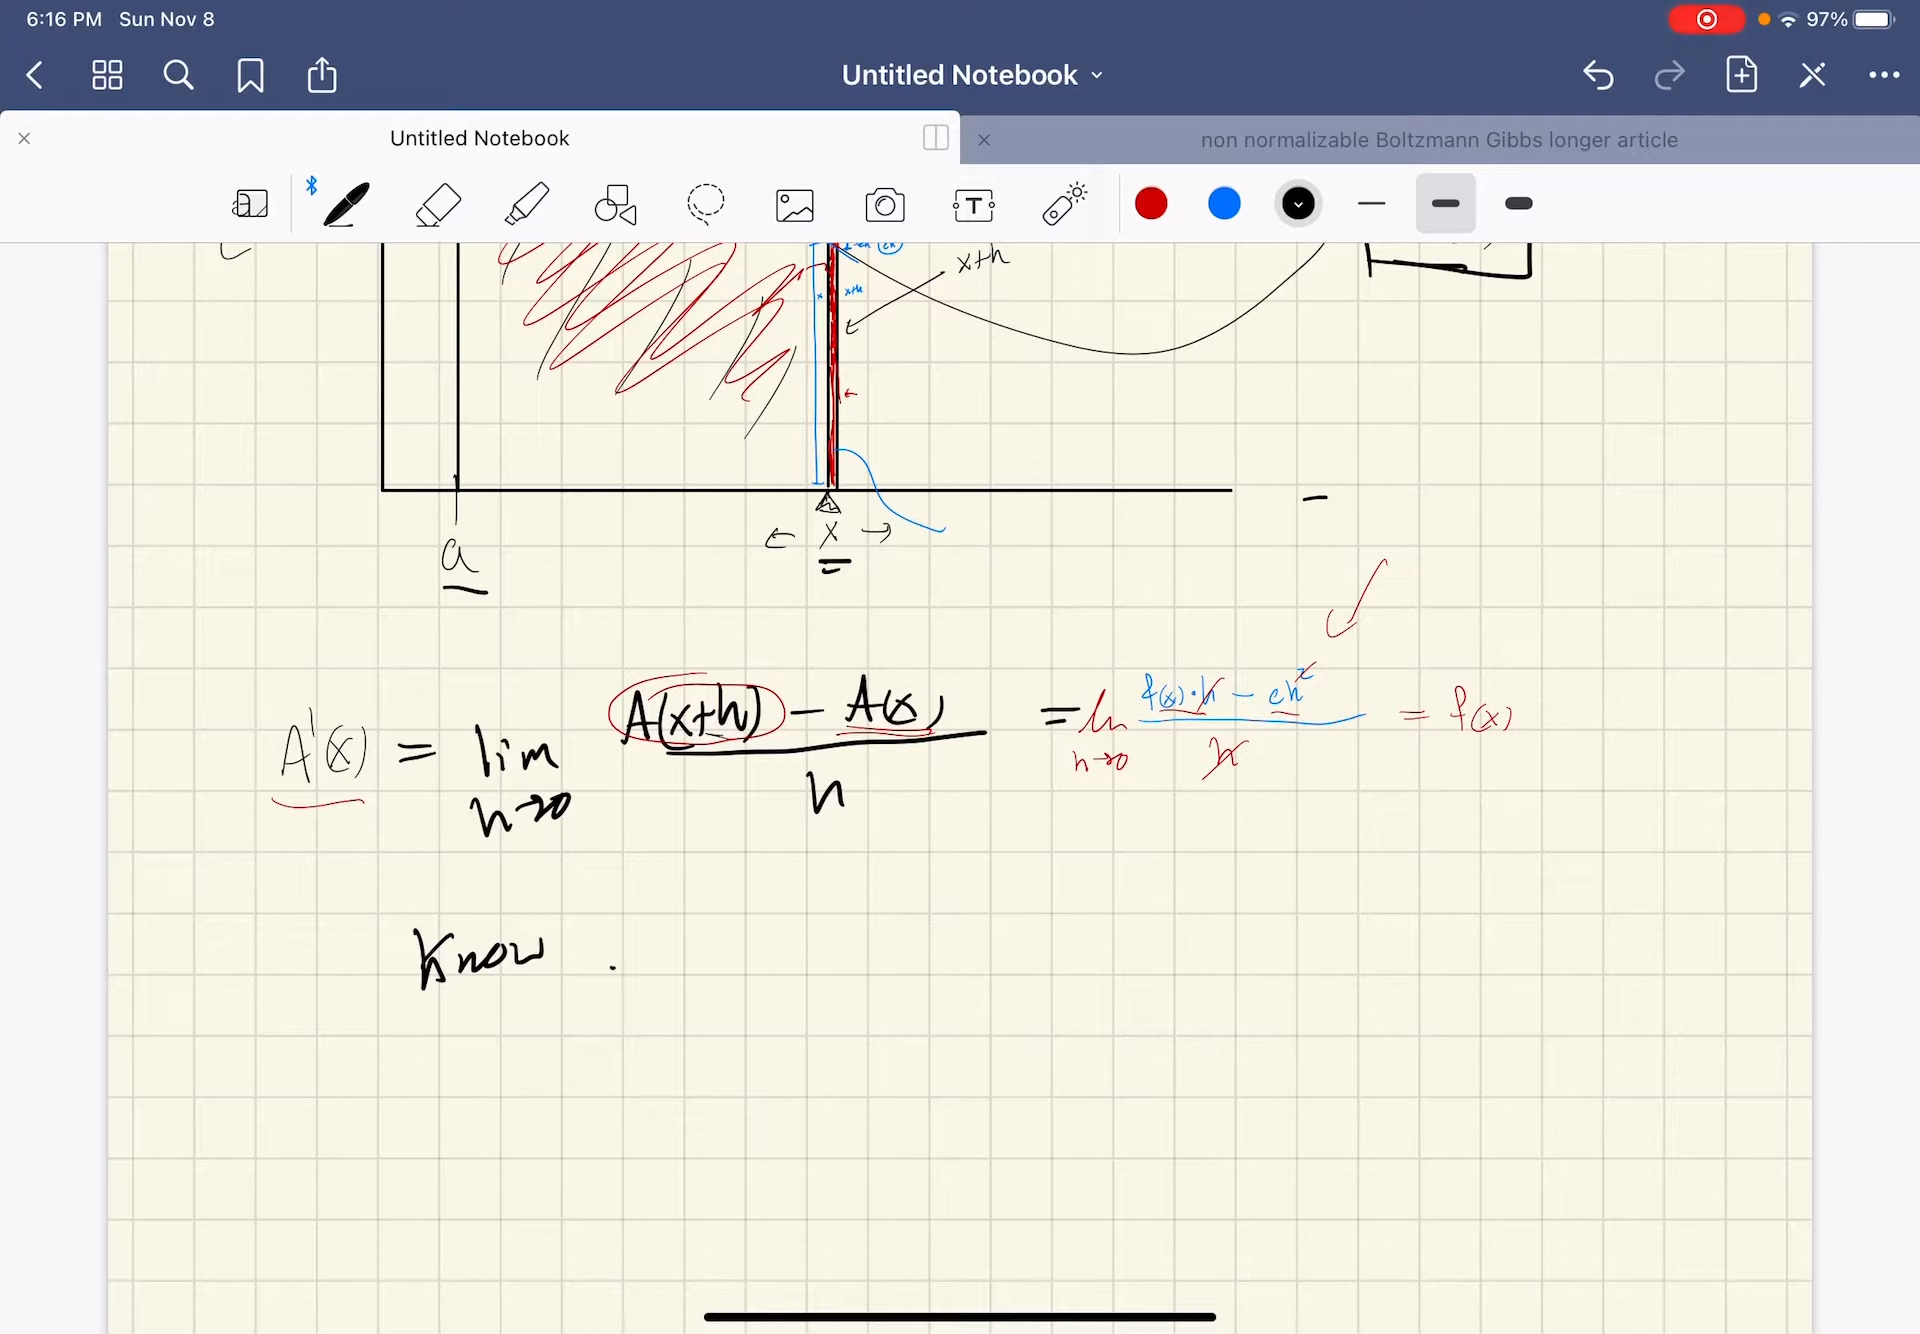 6:16 PM Sun Nov 8
97%
Untitled Notebook
Untitled Notebook
non normalizable Boltzmann Gibbs longer article
T
x+h
x x+h
← x →
a
A'(x) = lim h→0 A(x+h) - A(x) / h = lim h→0 f(x)·h - ch² / h = f(x)
Know .